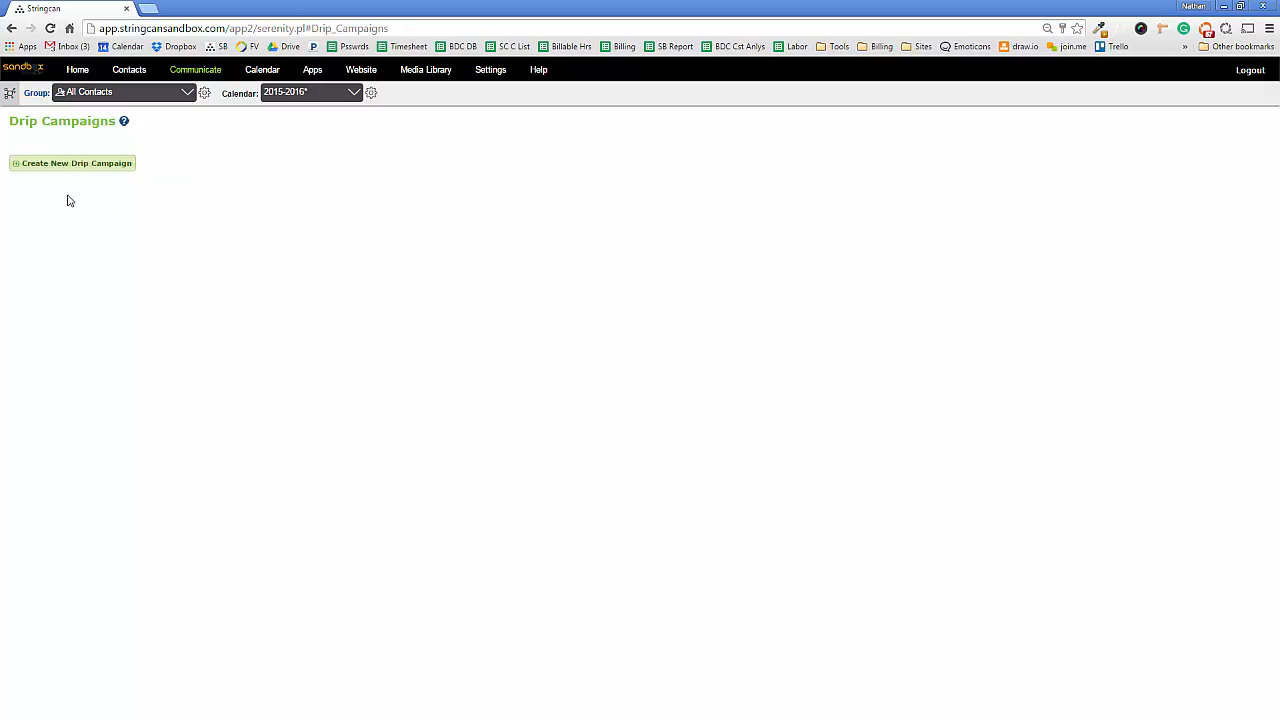 Stringcan
Nathan
app.stringcansandbox.com/app2/serenity.pl#Drip_Campaigns
Apps Inbox (3) 14 Calendar Dropbox SB FV Drive P Psswrds Timesheet BDC DB SC C List Billable Hrs Billing SB Report BDC Cst Anlys Labor Tools Billing Sites Emoticons draw.io join.me Trello » Other bookmarks
sandbox Home Contacts Communicate Calendar Apps Website Media Library Settings Help Logout
Group: All Contacts Calendar: 2015-2016*
Drip Campaigns ?
Create New Drip Campaign